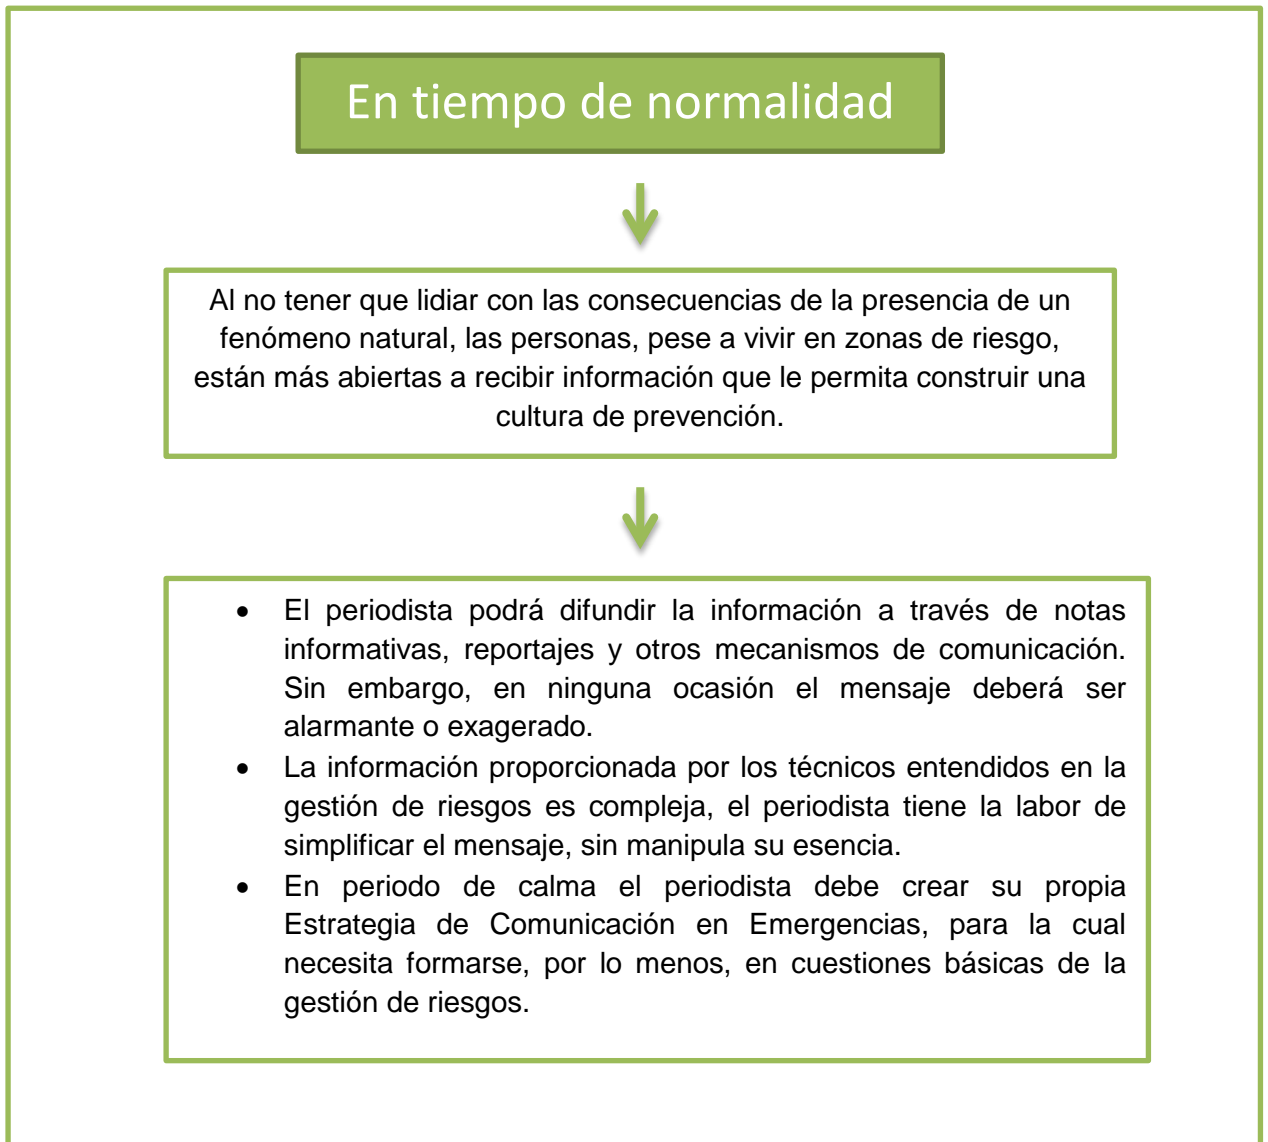 En tiempo de normalidad
Al no tener que lidiar con las consecuencias de la presencia de un
fenómeno natural, las personas, pese a vivir en zonas de riesgo,
están más abiertas a recibir información que le permita construir una
cultura de prevención.
• El periodista podrá difundir la información a través de notas
informativas, reportajes y otros mecanismos de comunicación.
Sin embargo, en ninguna ocasión el mensaje deberá ser
alarmante o exagerado.
• La información proporcionada por los técnicos entendidos en la
gestión de riesgos es compleja, el periodista tiene la labor de
simplificar el mensaje, sin manipula su esencia.
• En periodo de calma el periodista debe crear su propia
Estrategia de Comunicación en Emergencias, para la cual
necesita formarse, por lo menos, en cuestiones básicas de la
gestión de riesgos.